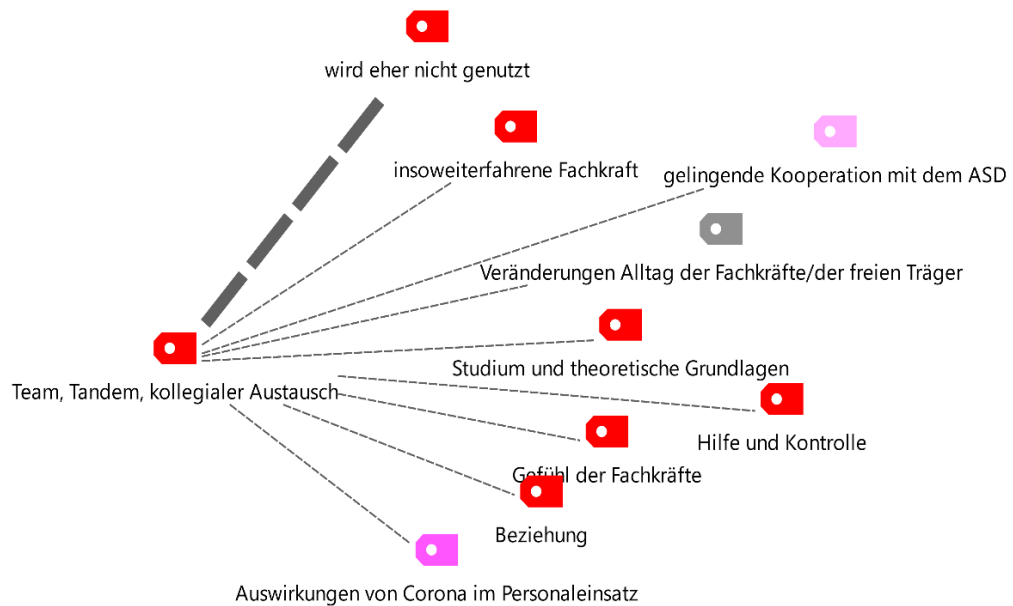 wird eher nicht genutzt
insoweiterfahrene Fachkraft
gelingende Kooperation mit dem ASD
Veränderungen Alltag der Fachkräfte/der freien Träger
Studium und theoretische Grundlagen
Team, Tandem, kollegialer Austausch
Hilfe und Kontrolle
Gefühl der Fachkräfte
Beziehung
Auswirkungen von Corona im Personaleinsatz